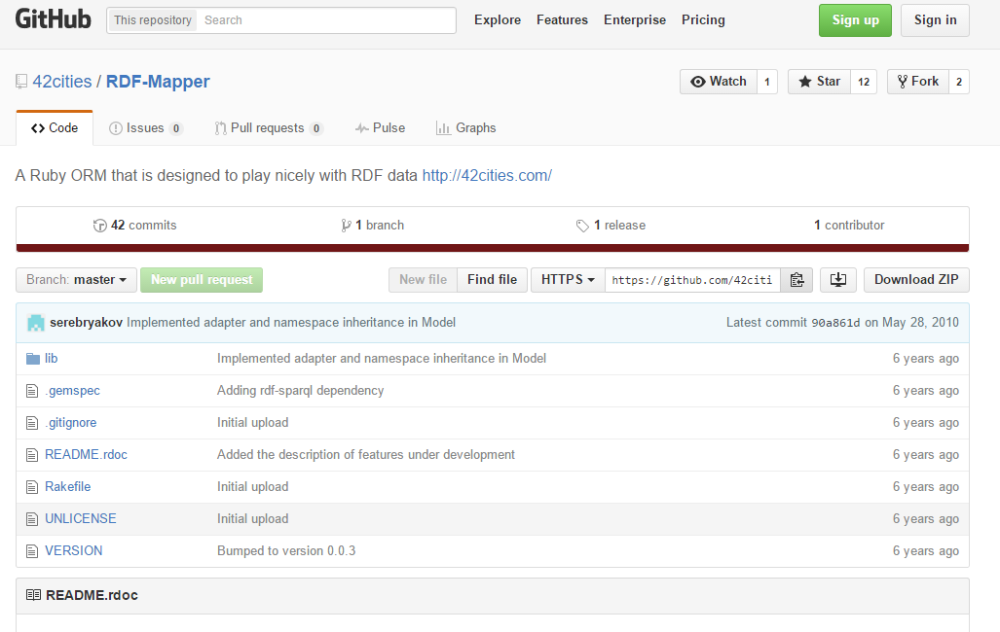 GitHub This repository Search Explore Features Enterprise Pricing Sign up Sign in
42cities / RDF-Mapper Watch 1 Star 12 Fork 2
Code Issues 0 Pull requests 0 Pulse Graphs
A Ruby ORM that is designed to play nicely with RDF data http://42cities.com/
42 commits 1 branch 1 release 1 contributor
Branch: master New pull request New file Find file HTTPS https://github.com/42citi Download ZIP
serebryakov Implemented adapter and namespace inheritance in Model Latest commit 90a861d on May 28, 2010
lib Implemented adapter and namespace inheritance in Model 6 years ago
.gemspec Adding rdf-sparql dependency 6 years ago
.gitignore Initial upload 6 years ago
README.rdoc Added the description of features under development 6 years ago
Rakefile Initial upload 6 years ago
UNLICENSE Initial upload 6 years ago
VERSION Bumped to version 0.0.3 6 years ago
README.rdoc